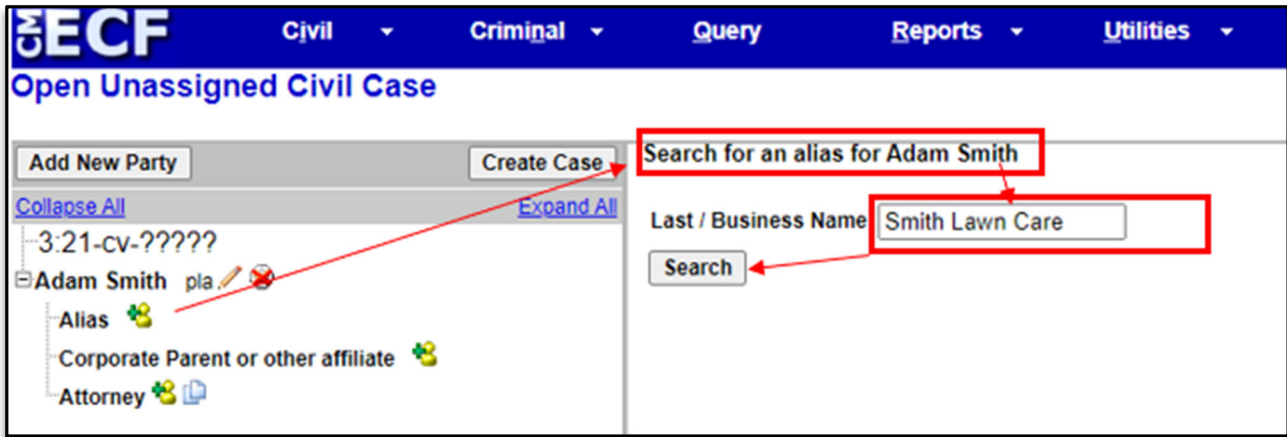 CM ECF Civil Criminal Query Reports Utilities
Open Unassigned Civil Case
Add New Party Create Case
Collapse All Expand All
3:21-cv-?????
Adam Smith pla
Alias
Corporate Parent or other affiliate
Attorney
Search for an alias for Adam Smith
Last / Business Name Smith Lawn Care
Search